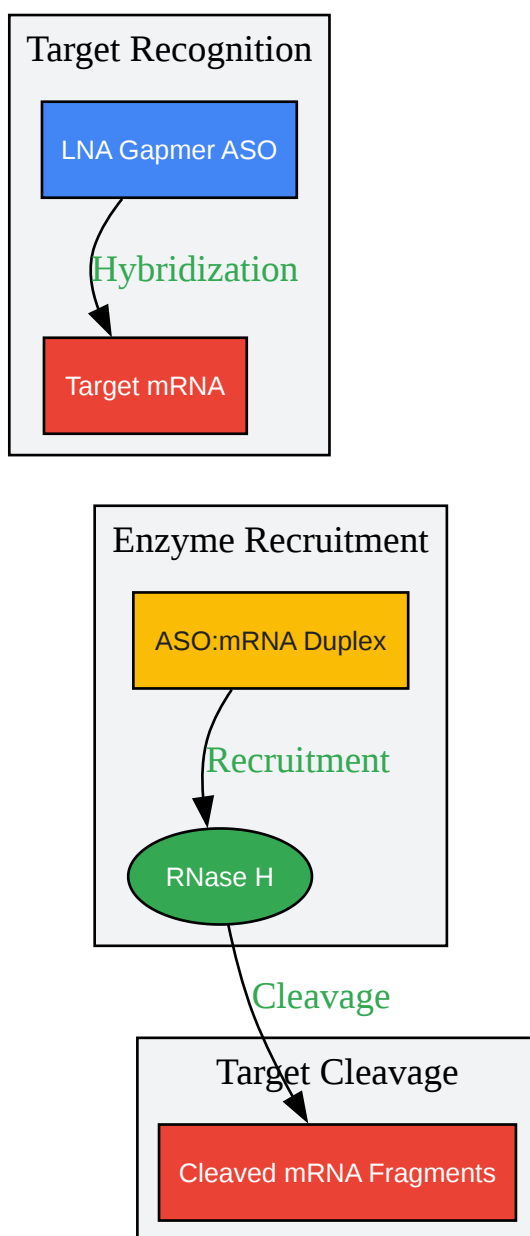 Target Recognition
LNA Gapmer ASO
Hybridization
Target mRNA
Enzyme Recruitment
ASO:mRNA Duplex
Recruitment
RNase H
Cleavage
Target Cleavage
Cleaved mRNA Fragments